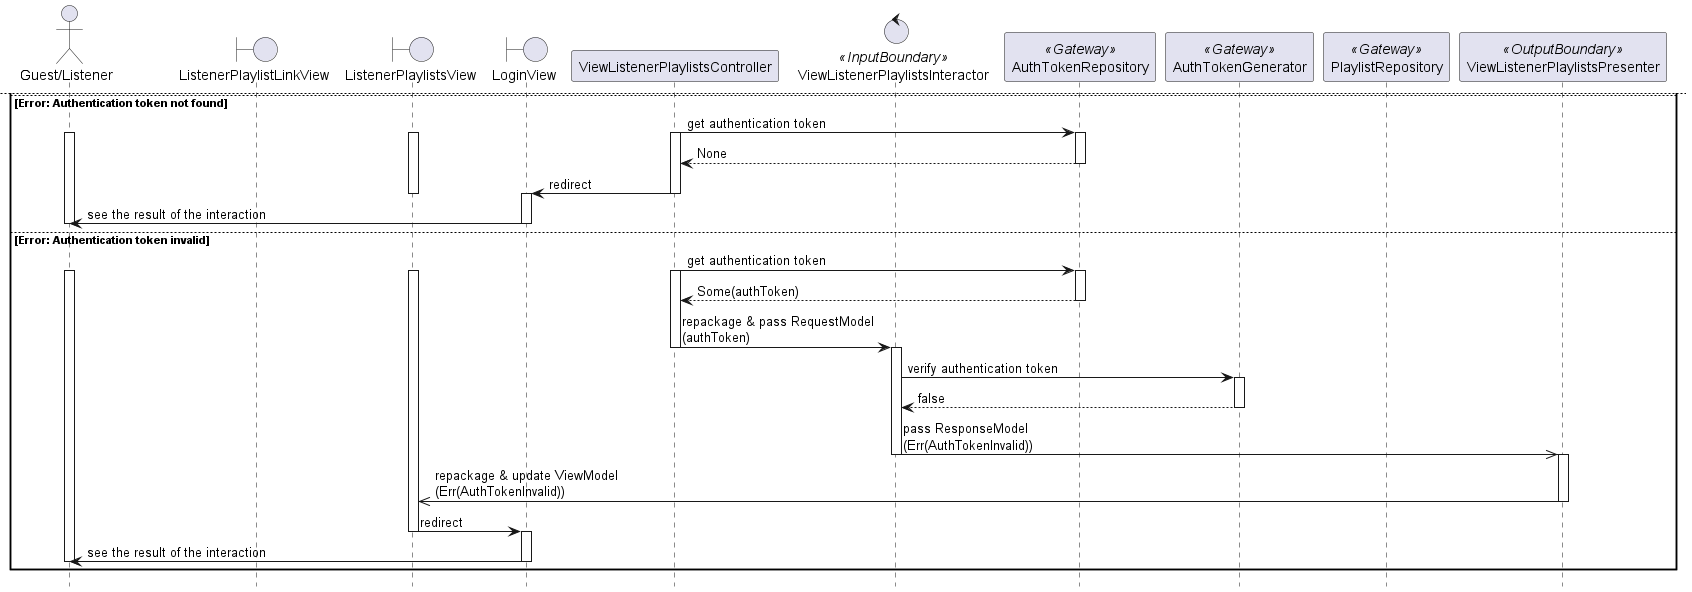 Guest/Listener
ListenerPlaylistLinkView
ListenerPlaylistsView
LoginView
ViewListenerPlaylistsController
«InputBoundary»
ViewListenerPlaylistsInteractor
«Gateway»
AuthTokenRepository
«Gateway»
AuthTokenGenerator
«Gateway»
PlaylistRepository
«OutputBoundary»
ViewListenerPlaylistsPresenter
[Error: Authentication token not found]
get authentication token
None
redirect
see the result of the interaction
[Error: Authentication token invalid]
get authentication token
Some(authToken)
repackage & pass RequestModel
(authToken)
verify authentication token
false
pass ResponseModel
(Err(AuthTokenInvalid))
repackage & update ViewModel
(Err(AuthTokenInvalid))
redirect
see the result of the interaction